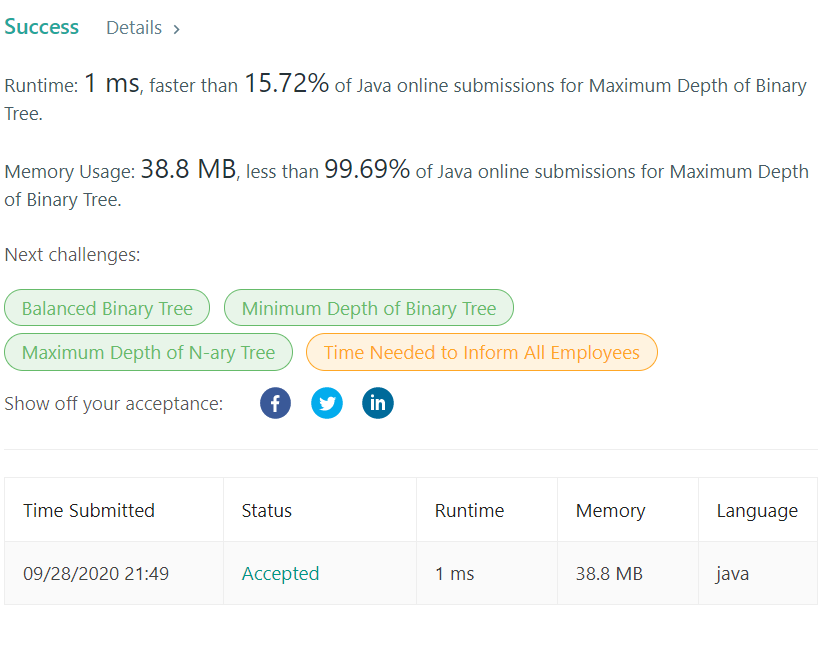 Success Details >
Runtime: 1 ms, faster than 15.72% of Java online submissions for Maximum Depth of Binary
Tree.
Memory Usage: 38.8 MB, less than 99.69% of Java online submissions for Maximum Depth
of Binary Tree.
Next challenges:
Balanced Binary Tree Minimum Depth of Binary Tree
Maximum Depth of N-ary Tree Time Needed to Inform All Employees
Show off your acceptance: f in
Time Submitted Status Runtime Memory Language
09/28/2020 21:49 Accepted 1 ms 38.8 MB java